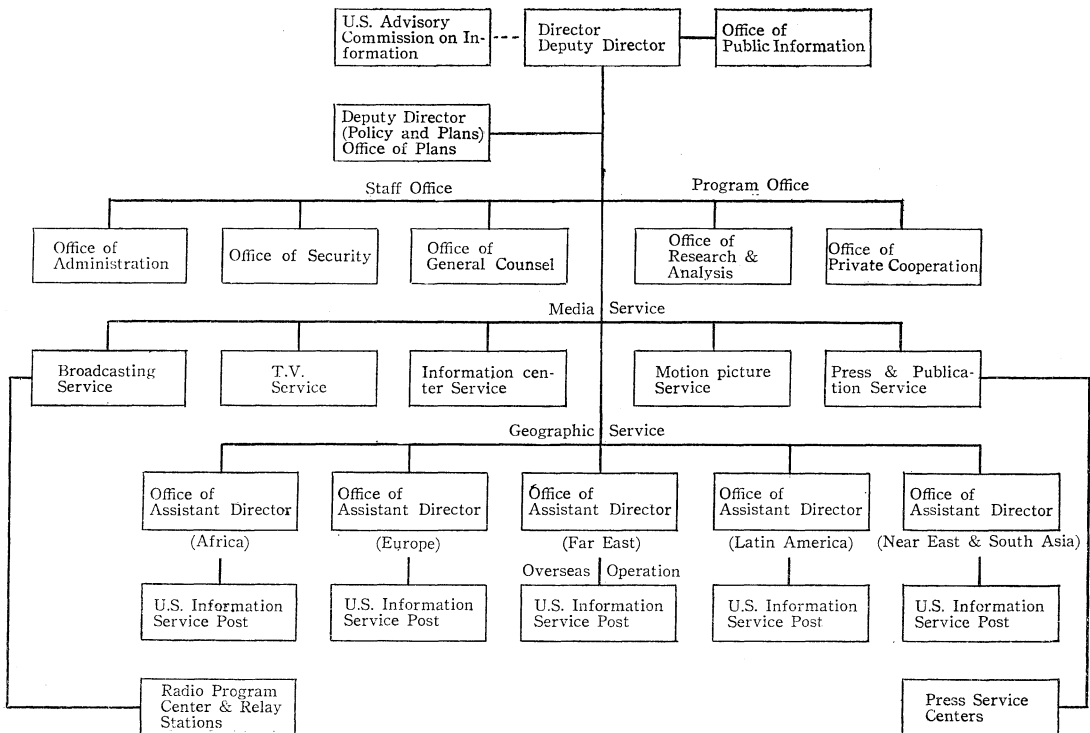 U.S. Advisory
Commission on In-
formation
Director
Deputy Director
Office of
Public Information
Deputy Director
(Policy and Plans)
Office of Plans
Staff Office
Program Office
Office of
Administration
Office of Security
Office of
General Counsel
Office of
Research &
Analysis
Office of
Private Cooperation
Media Service
Broadcasting
Service
T.V.
Service
Information cen-
ter Service
Motion picture
Service
Press & Publica-
tion Service
Geographic Service
Office of
Assistant Director
(Africa)
Office of
Assistant Director
(Europe)
Office of
Assistant Director
(Far East)
Office of
Assistant Director
(Latin America)
Office of
Assistant Director
(Near East & South Asia)
Overseas Operation
U.S. Information
Service Post
U.S. Information
Service Post
U.S. Information
Service Post
U.S. Information
Service Post
U.S. Information
Service Post
Radio Program
Center & Relay
Stations
Press Service
Centers